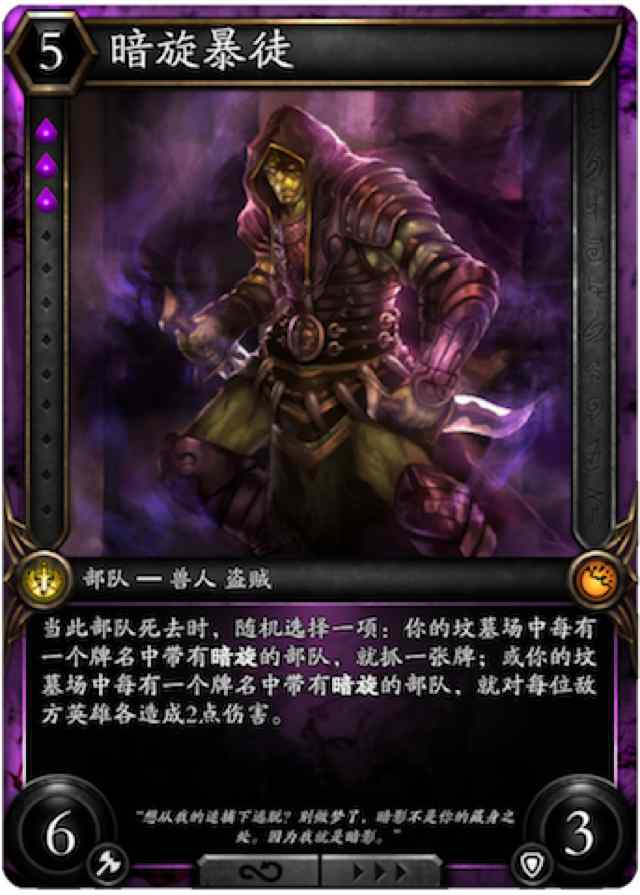 5
暗旋暴徒
部队 — 兽人 盗贼
当此部队死去时，随机选择一项：你的坟墓场中每有
一个牌名中带有暗旋的部队，就抓一张牌；或你的坟
墓场中每有一个牌名中带有暗旋的部队，就对每位敌
方英雄各造成2点伤害。
"想从我的逮捕下逃脱？别做梦了，暗影不是你的藏身之
处。因为我就是暗影。"
6
3